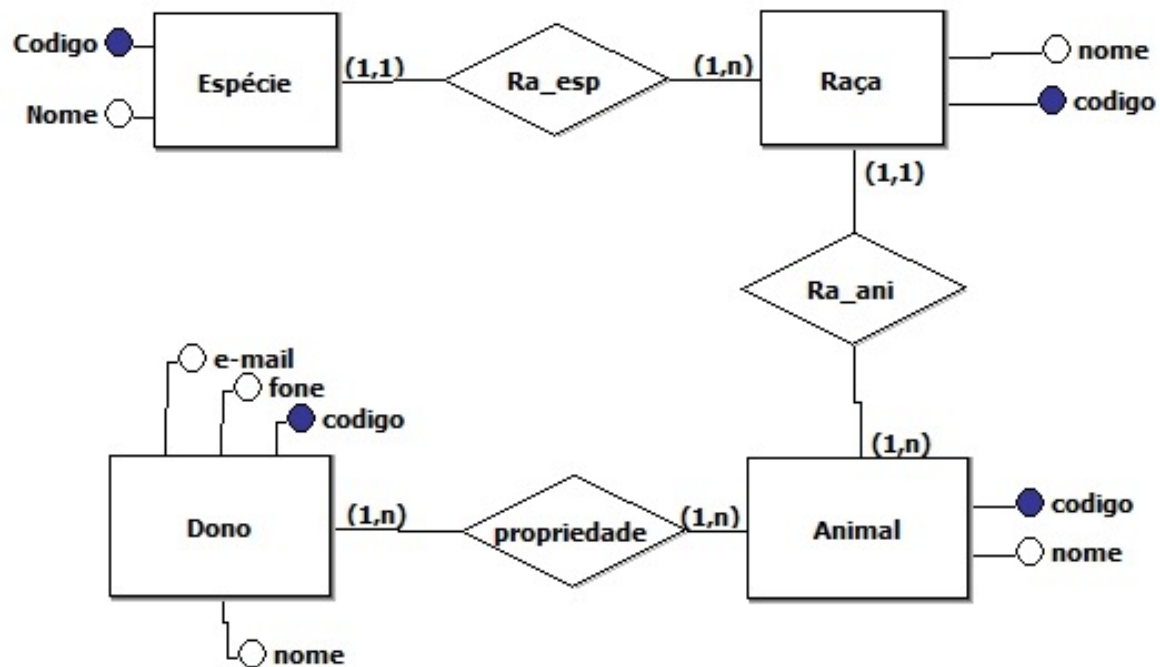 Codigo
Nome
Espécie
(1,1)
Ra_esp
(1,n)
Raça
nome
codigo
(1,1)
Ra_ani
(1,n)
e-mail
fone
codigo
Dono
(1,n)
propriedade
(1,n)
Animal
codigo
nome
nome